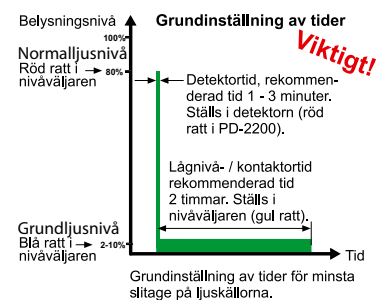 Belysningsnivå
Grundinställning av tider
Viktigt!
100%
Normalljusnivå
Röd ratt i
nivåväljaren
80%
Detektortid, rekommen-
derad tid 1 - 3 minuter.
Ställs i detektorn (röd
ratt i PD-2200).
Lågnivå- / kontaktortid
rekommenderad tid
2 timmar. Ställs i
nivåväljaren (gul ratt).
Grundljusnivå
Blå ratt i
nivåväljaren
2-10%
Tid
Grundinställning av tider för minsta
slitage på ljuskällorna.